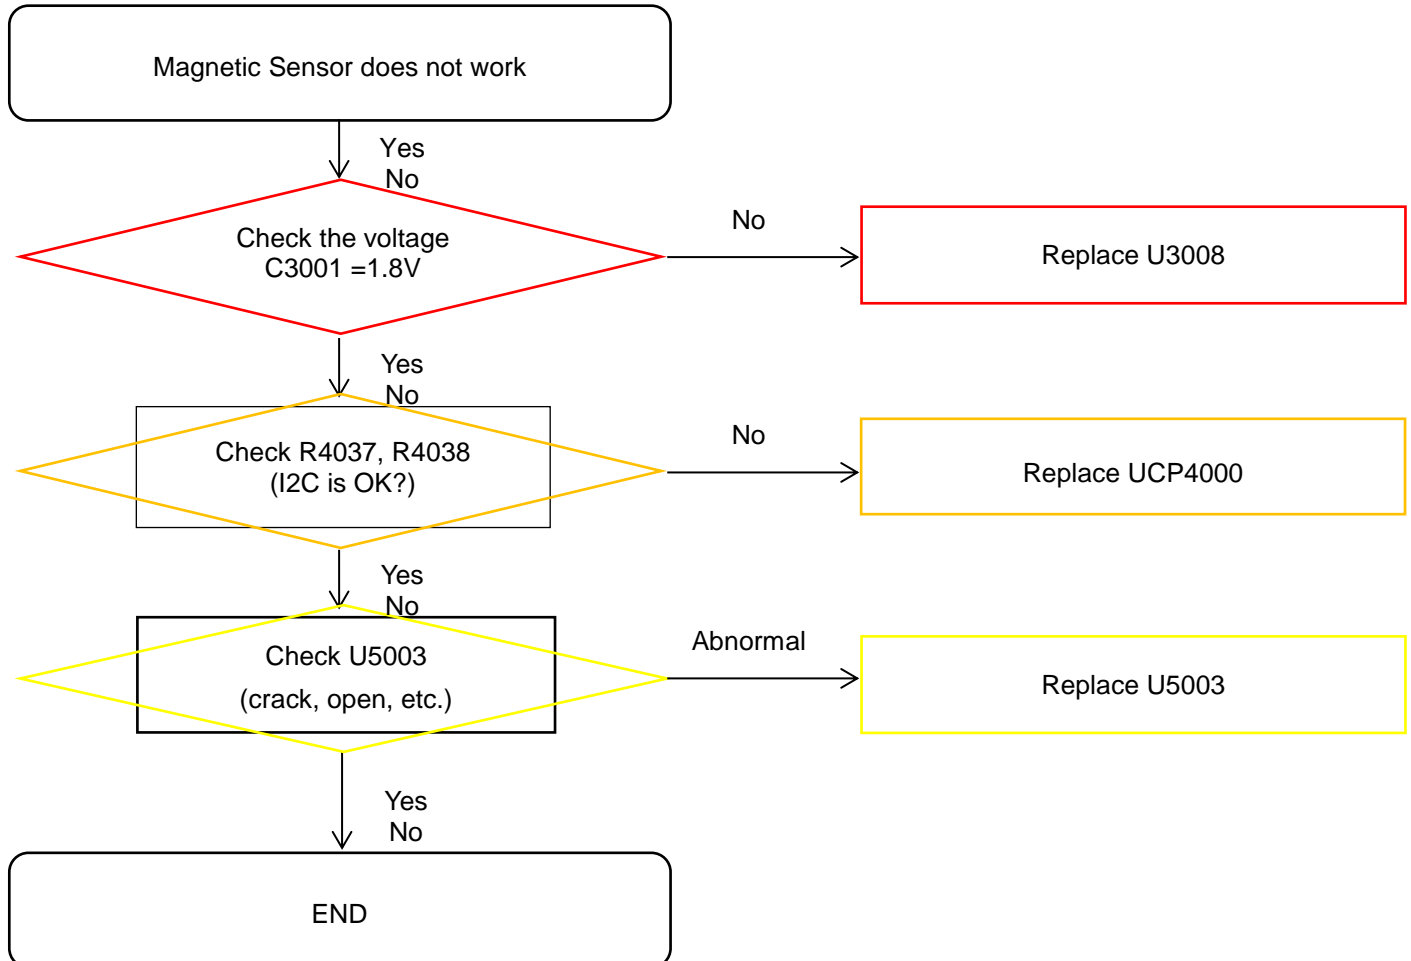 Magnetic Sensor does not work
Yes
No
Check the voltage
C3001 =1.8V
No
Replace U3008
Yes
No
Check R4037, R4038
(I2C is OK?)
No
Replace UCP4000
Yes
No
Check U5003
(crack, open, etc.)
Abnormal
Replace U5003
Yes
No
END